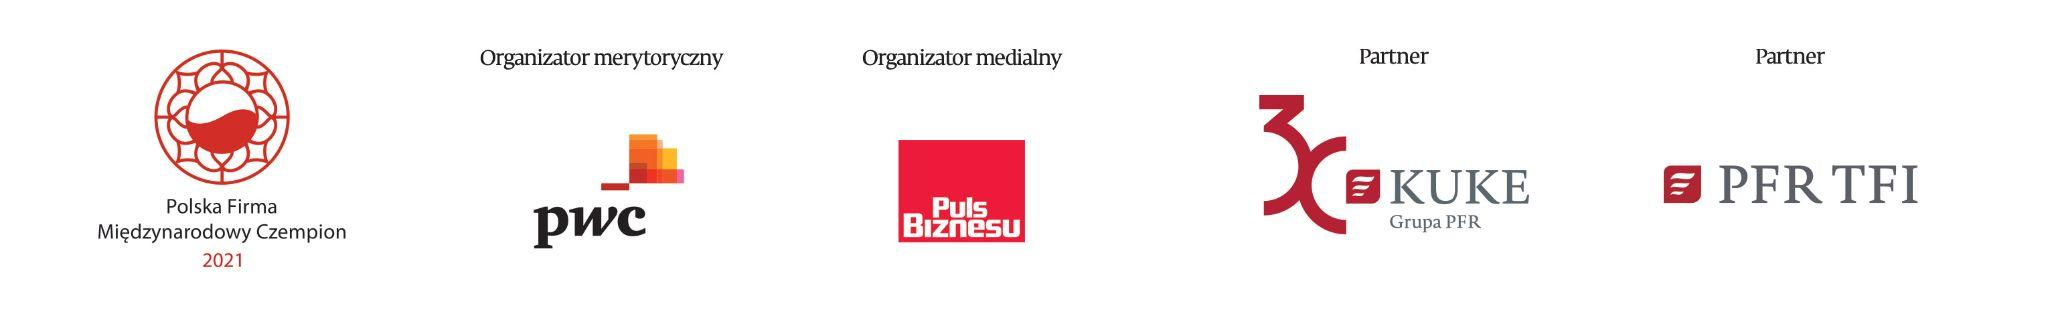 Polska Firma
Międzynarodowy Czempion
2021
Organizator merytoryczny
pwc
Organizator medialny
Puls
Biznesu
Partner
30
KUKE
Grupa PFR
Partner
PFR TFI